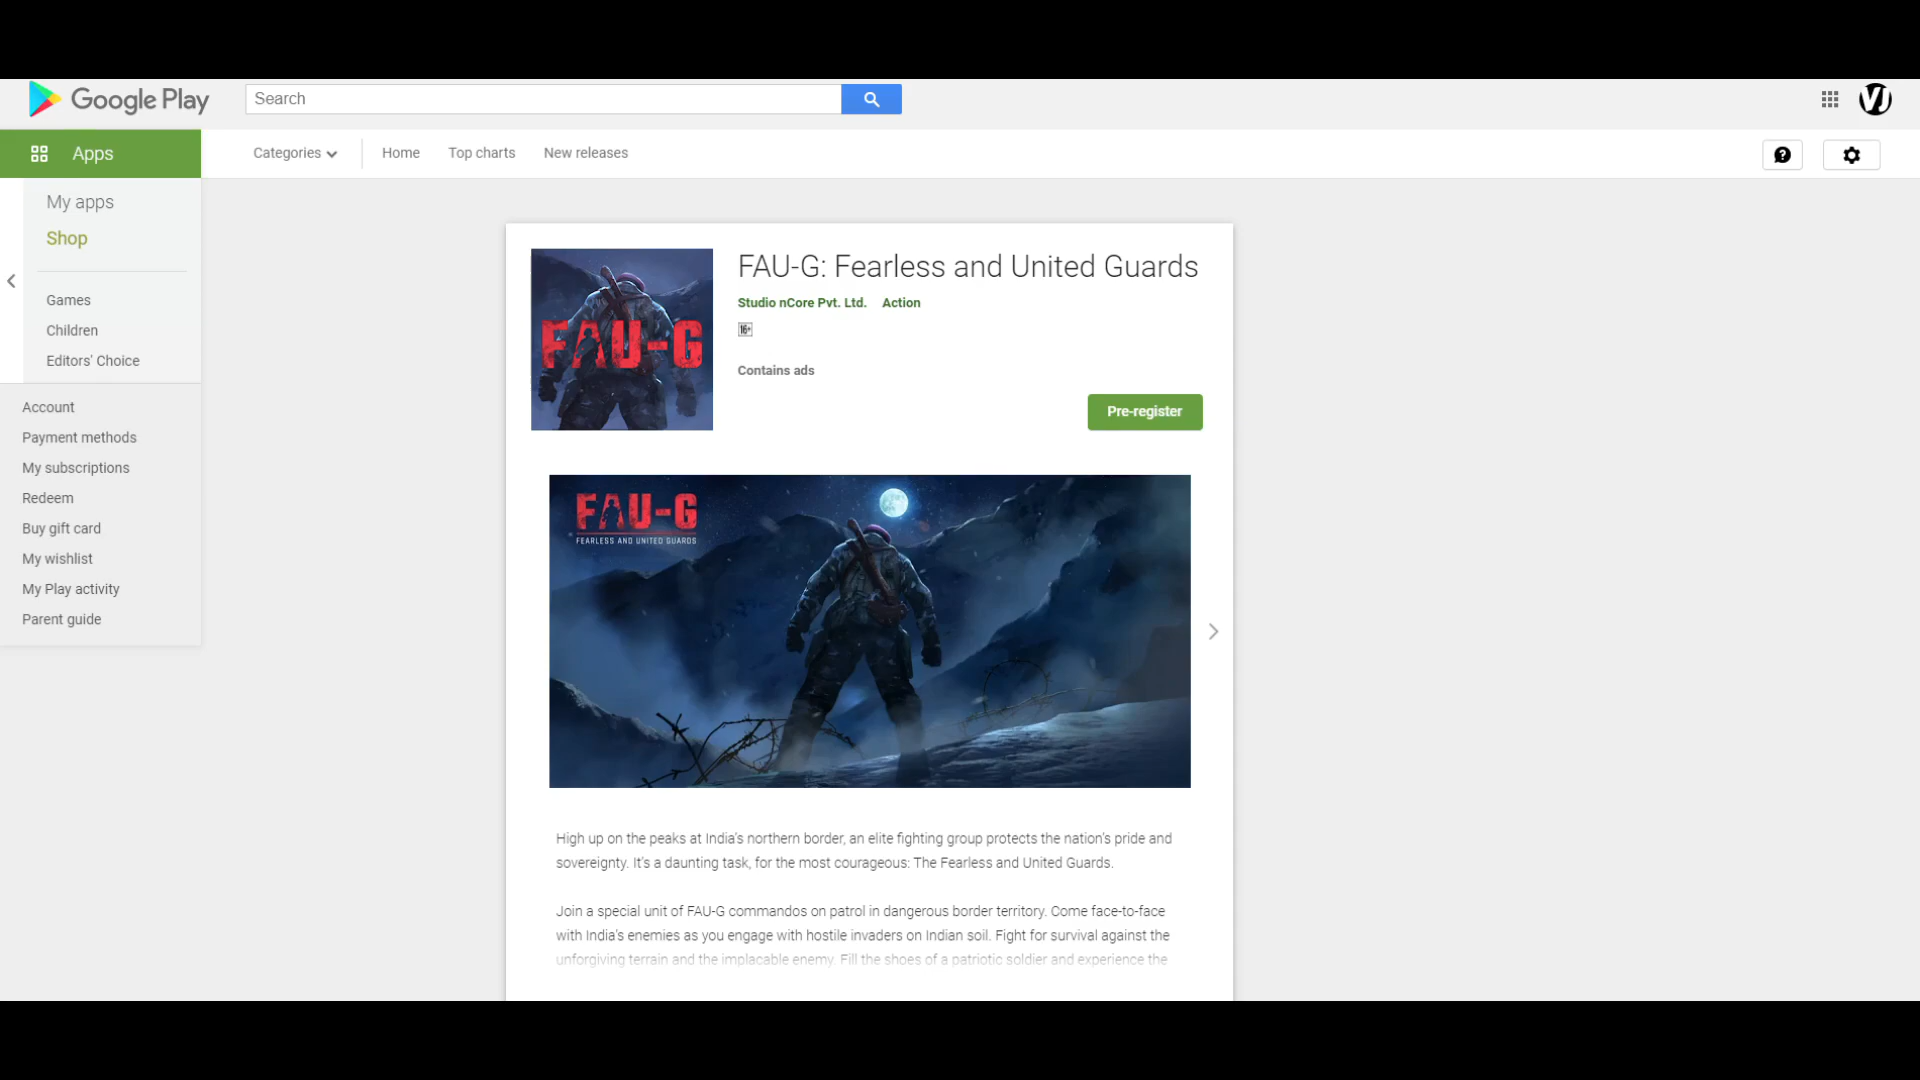 Google Play
Search
VJ
Apps
Categories
Home
Top charts
New releases
My apps
Shop
Games
Children
Editors' Choice
Account
Payment methods
My subscriptions
Redeem
Buy gift card
My wishlist
My Play activity
Parent guide
FAU-G
FAU-G: Fearless and United Guards
Studio nCore Pvt. Ltd. Action
16+
Contains ads
Pre-register
FAU-G
FEARLESS AND UNITED GUARDS
High up on the peaks at India's northern border, an elite fighting group protects the nation's pride and
sovereignty. It's a daunting task, for the most courageous: The Fearless and United Guards.
Join a special unit of FAU-G commandos on patrol in dangerous border territory. Come face-to-face
with India's enemies as you engage with hostile invaders on Indian soil. Fight for survival against the
unforgiving terrain and the implacable enemy. Fill the shoes of a patriotic soldier and experience the